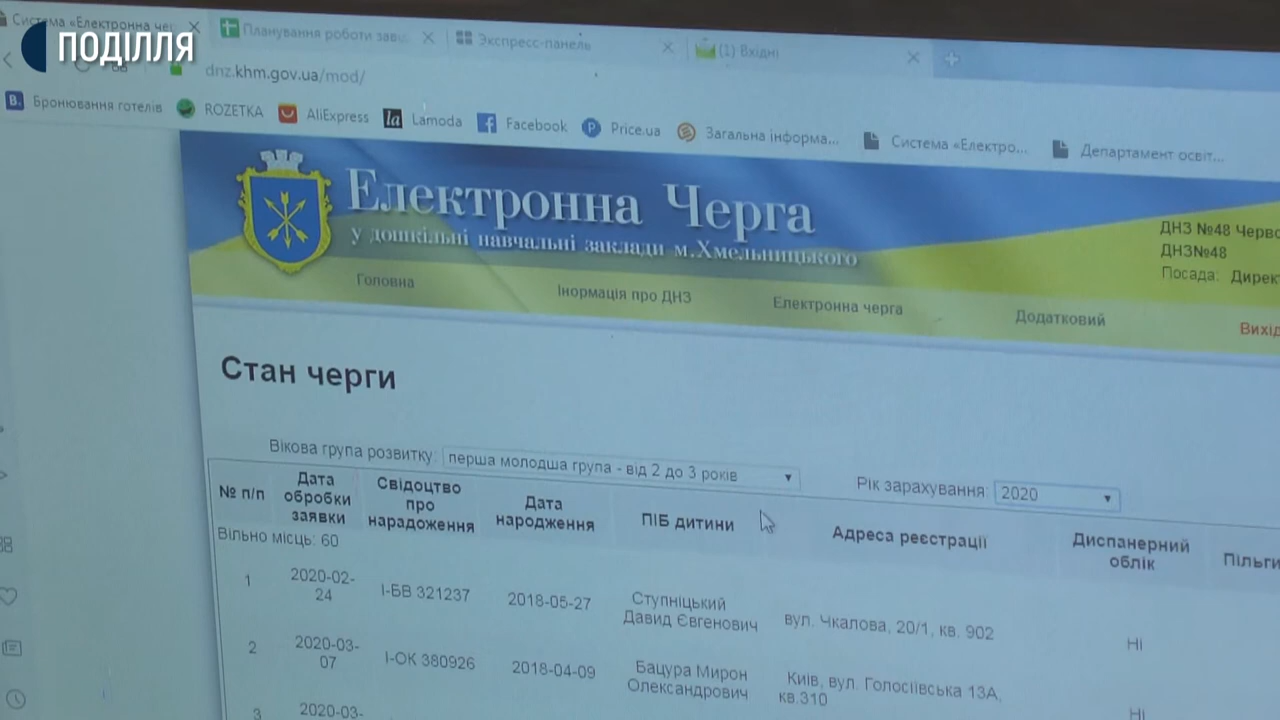 Система «Електронна че
Планування роботи
Экспресс-панель
(1) Вхідні
ПОДІЛЛЯ
dnz.khm.gov.ua/mod/
B.
Бронювання готелів
ROZETKA
AliExpress
la
Lamoda
Facebook
Price.ua
Загальна інформа...
Система «Електро...
Департамент освіт...
Електронна Черга
у дошкільні навчальні заклади м.Хмельницького
ДНЗ №48 Черво
ДНЗ№48
Посада: Дирек
Головна
Інормація про ДНЗ
Електронна черга
Додатковий
Вихід
Стан черги
Вікова група розвитку: перша молодша група - від 2 до 3 років
Рік зарахування: 2020
№ п/п
Дата
обробки
заявки
Свідоцтво
про
нарадоження
Дата
народження
ПІБ дитини
Адреса реєстрації
Диспанерний
облік
Пільги
Вільно місць: 60
1
2020-02-
24
І-БВ 321237
2018-05-27
Ступніцький
Давид Євгенович
вул. Чкалова, 20/1, кв. 902
Ні
2
2020-03-
07
І-ОК 380926
2018-04-09
Бацура Мирон
Олександрович
Київ, вул. Голосіївська 13А,
кв.310
Ні
3
2020-03-